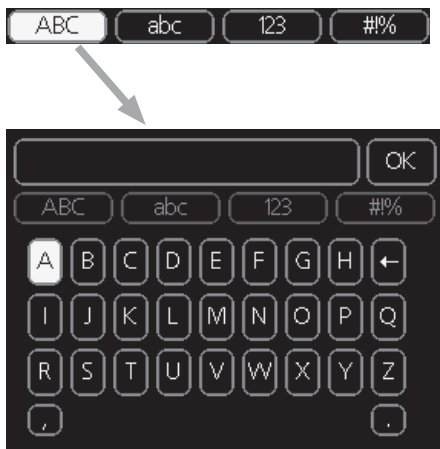 ABC abc 123 #!%
OK
ABC abc 123 #!%
A B C D E F G H ←
I J K L M N O P Q
R S T U V W X Y Z
, .